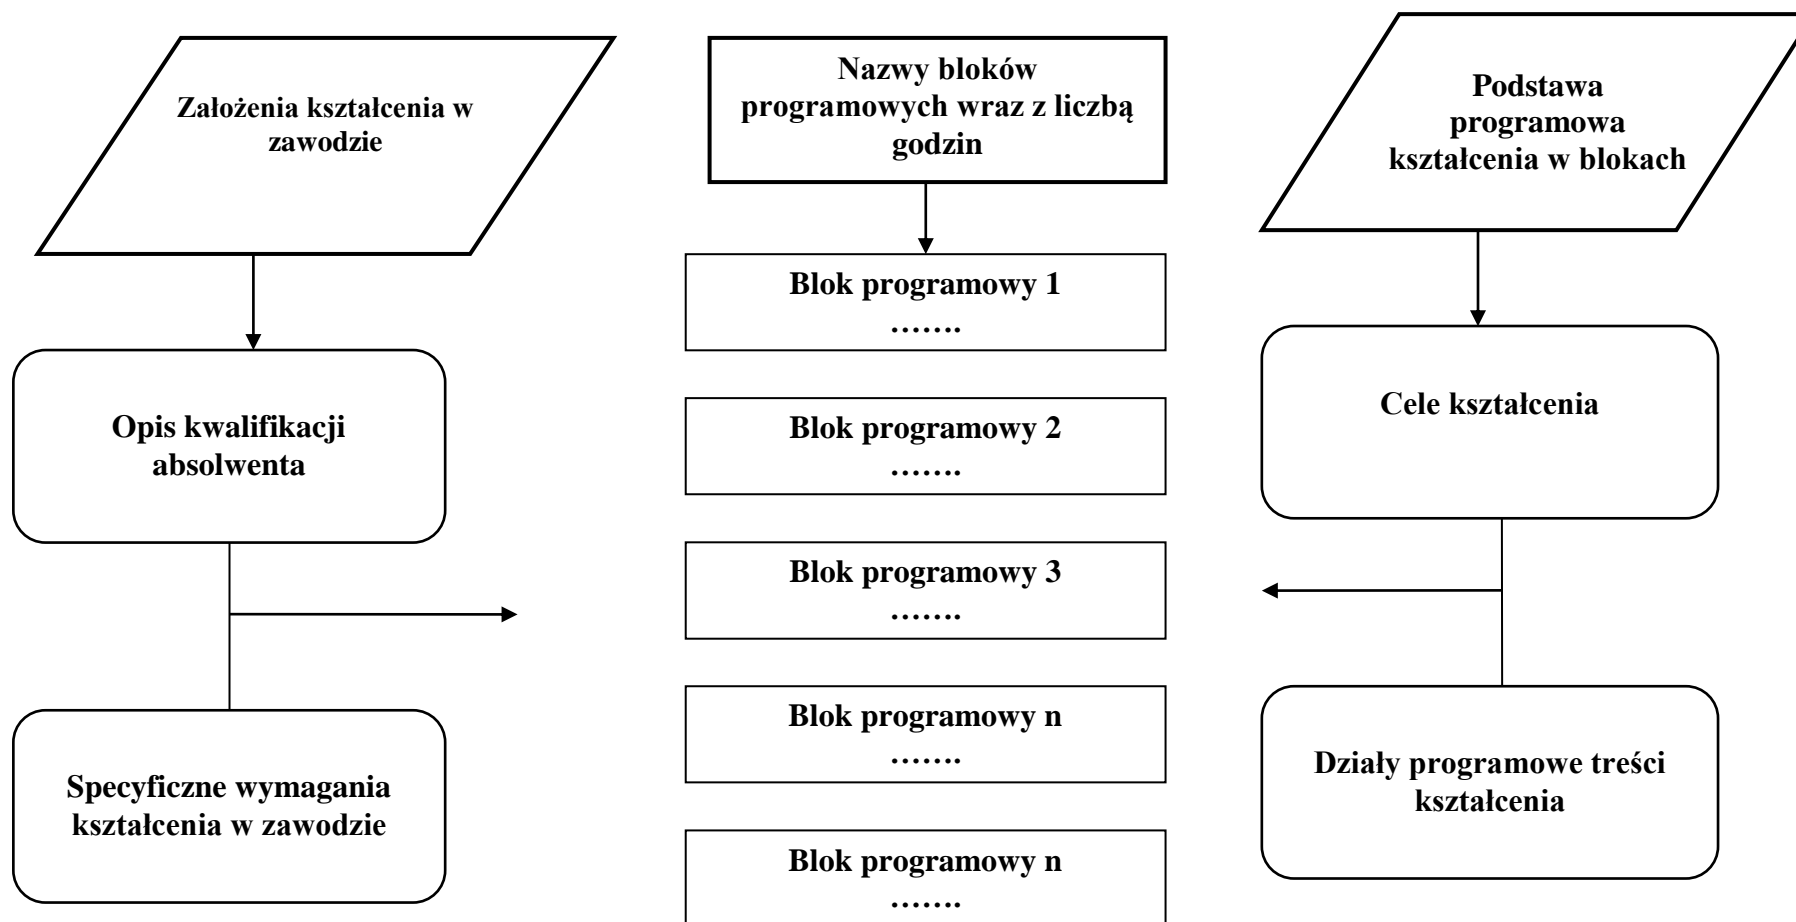 Założenia kształcenia w
zawodzie
Opis kwalifikacji
absolwenta
Specyficzne wymagania
kształcenia w zawodzie
Nazwy bloków
programowych wraz z liczbą
godzin
Blok programowy 1
…….
Blok programowy 2
…….
Blok programowy 3
…….
Blok programowy n
…….
Blok programowy n
…….
Podstawa
programowa
kształcenia w blokach
Cele kształcenia
Działy programowe treści
kształcenia